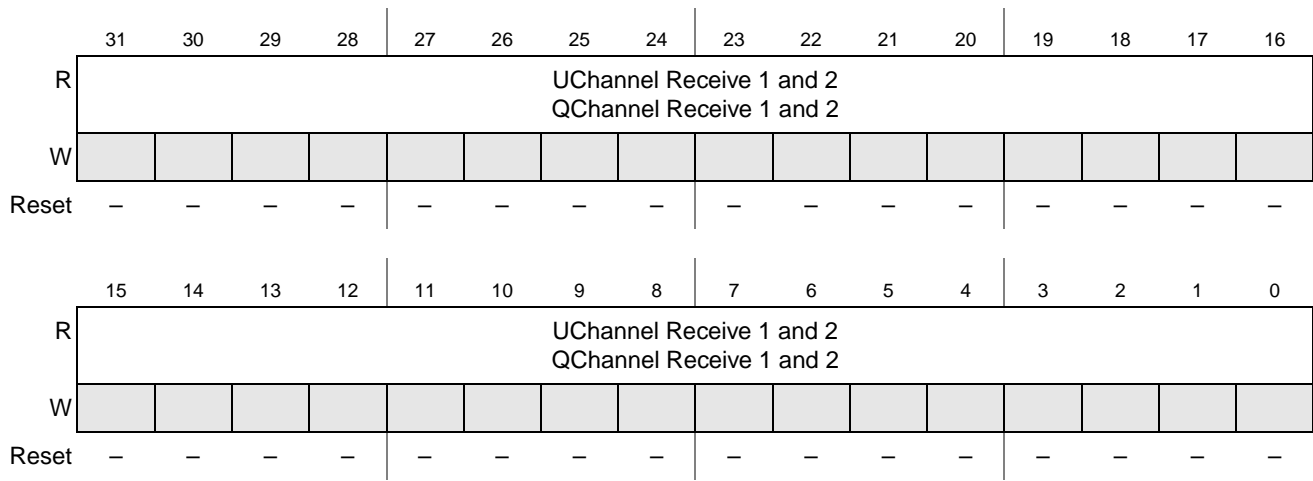 31 30 29 28 27 26 25 24 23 22 21 20 19 18 17 16
R UChannel Receive 1 and 2
QChannel Receive 1 and 2
W
Reset – – – – – – – – – – – – – – – –
15 14 13 12 11 10 9 8 7 6 5 4 3 2 1 0
R UChannel Receive 1 and 2
QChannel Receive 1 and 2
W
Reset – – – – – – – – – – – – – – – –